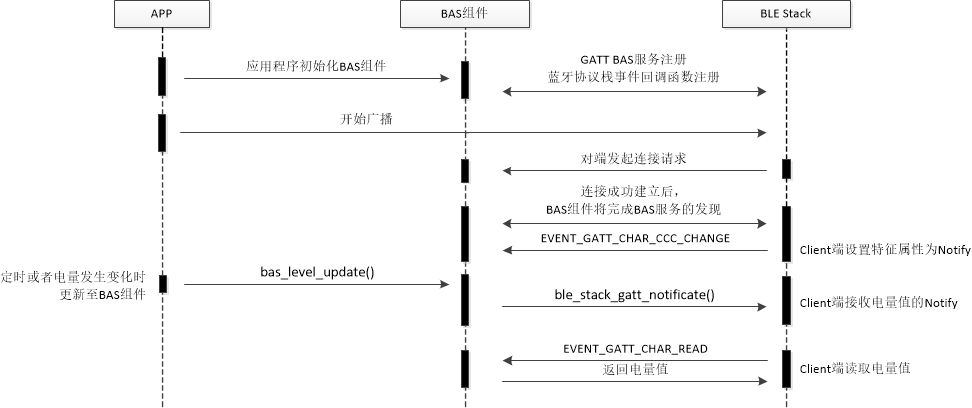 APP
BAS组件
BLE Stack
应用程序初始化BAS组件
GATT BAS服务注册
蓝牙协议栈事件回调函数注册
开始广播
对端发起连接请求
连接成功建立后，
BAS组件将完成BAS服务的发现
EVENT_GATT_CHAR_CCC_CHANGE
Client端设置特征属性为Notify
定时或者电量发生变化时
更新至BAS组件
bas_level_update()
ble_stack_gatt_notificate()
Client端接收电量值的Notify
EVENT_GATT_CHAR_READ
返回电量值
Client端读取电量值